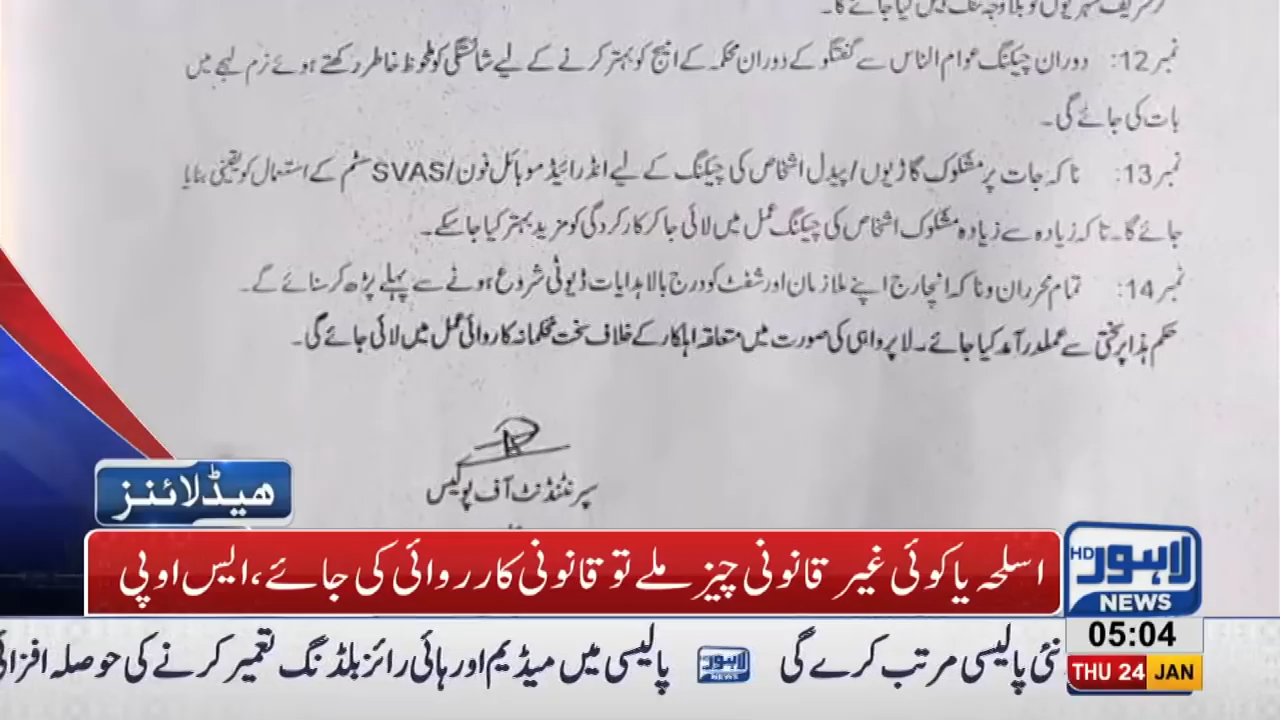 نمبر12: دوران چیکنگ عوام الناس سے گفتگو کے دوران محکمہ کے امیج کو بہتر کرنے کے لیے شائستگی کو ملحوظ خاطر رکھتے ہوئے نرم لہجے میں
بات کی جائے گی۔
نمبر13: ناکہ جات پر مشکوک گاڑیوں/پیدل اشخاص کی چیکنگ کے لیے انڈرائیڈ موبائل فون/SVAS سسٹم کے استعمال کو یقینی بنایا
جائے گا۔ تاکہ زیادہ سے زیادہ مشکوک اشخاص کی چیکنگ عمل میں لائی جا کر کارکردگی کو مزید بہتر کیا جا سکے۔
نمبر14: تمام محرران و ناکہ انچارج اپنے ملازمان اور شفٹ کو درج بالا ہدایات ڈیوٹی شروع ہونے سے پہلے پڑھ کر سنائے گے۔
حکم ہذا پر سختی سے عملدرآمد کیا جائے۔ لاپرواہی کی صورت میں متعلقہ اہلکار کے خلاف سخت محکمانہ کاروائی عمل میں لائی جائے گی۔
سپرنٹنڈنٹ آف پولیس
ھیڈلائنز
اسلحہ یا کوئی غیر قانونی چیز ملے تو قانونی کارروائی کی جائے، ایس او پی
لاہور HD
NEWS
05:04
THU 24 JAN
نئی پالیسی مرتب کرے گی لاہور NEWS پالیسی میں میڈیم اور ہائی رائز بلڈنگ تعمیر کرنے کی حوصلہ افزائی